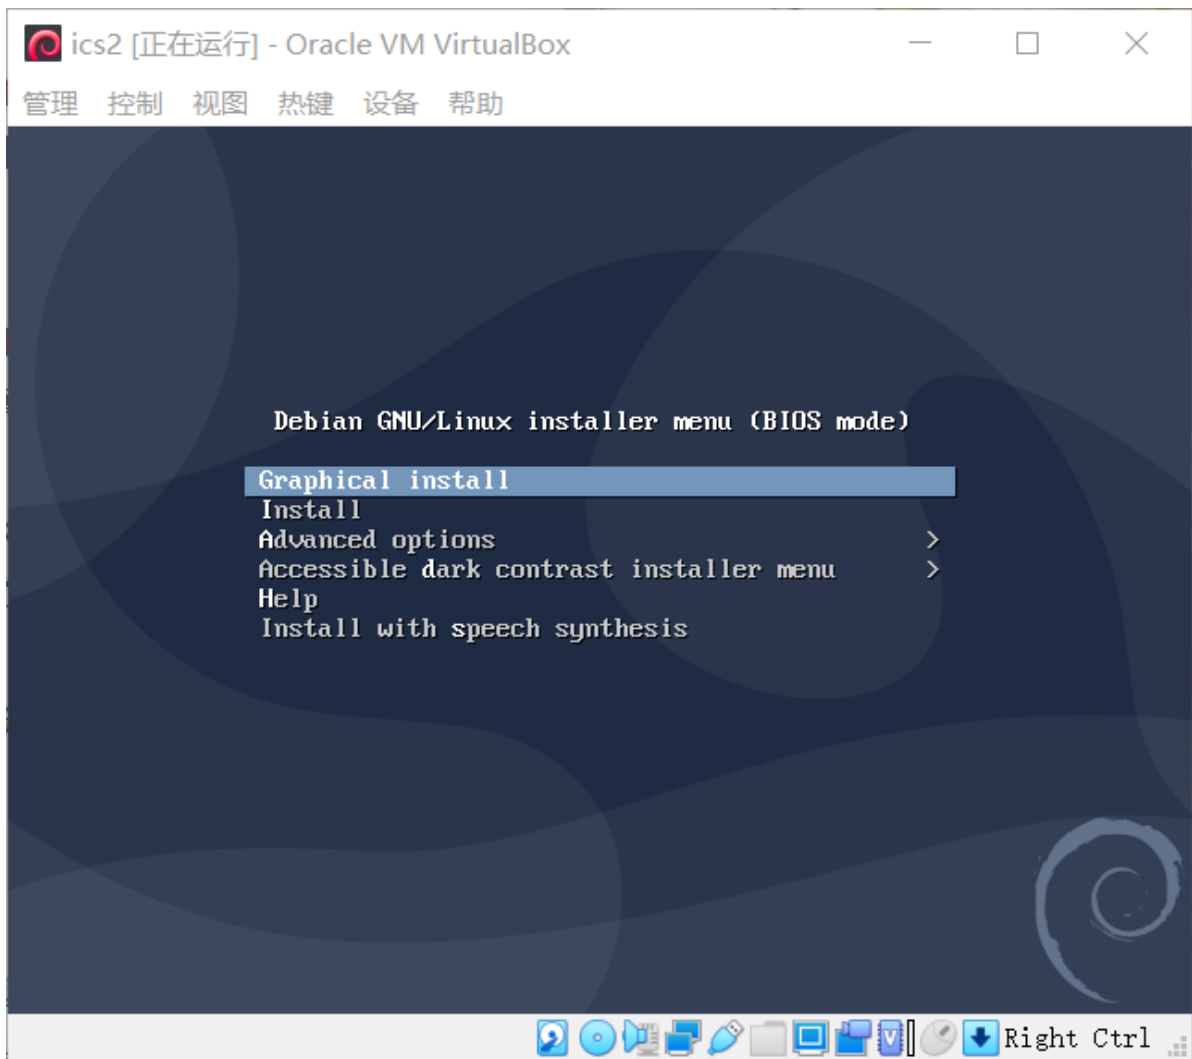 ics2 [正在运行] - Oracle VM VirtualBox
管理 控制 视图 热键 设备 帮助
Debian GNU/Linux installer menu (BIOS mode)
Graphical install
Install
Advanced options >
Accessible dark contrast installer menu >
Help
Install with speech synthesis
Right Ctrl